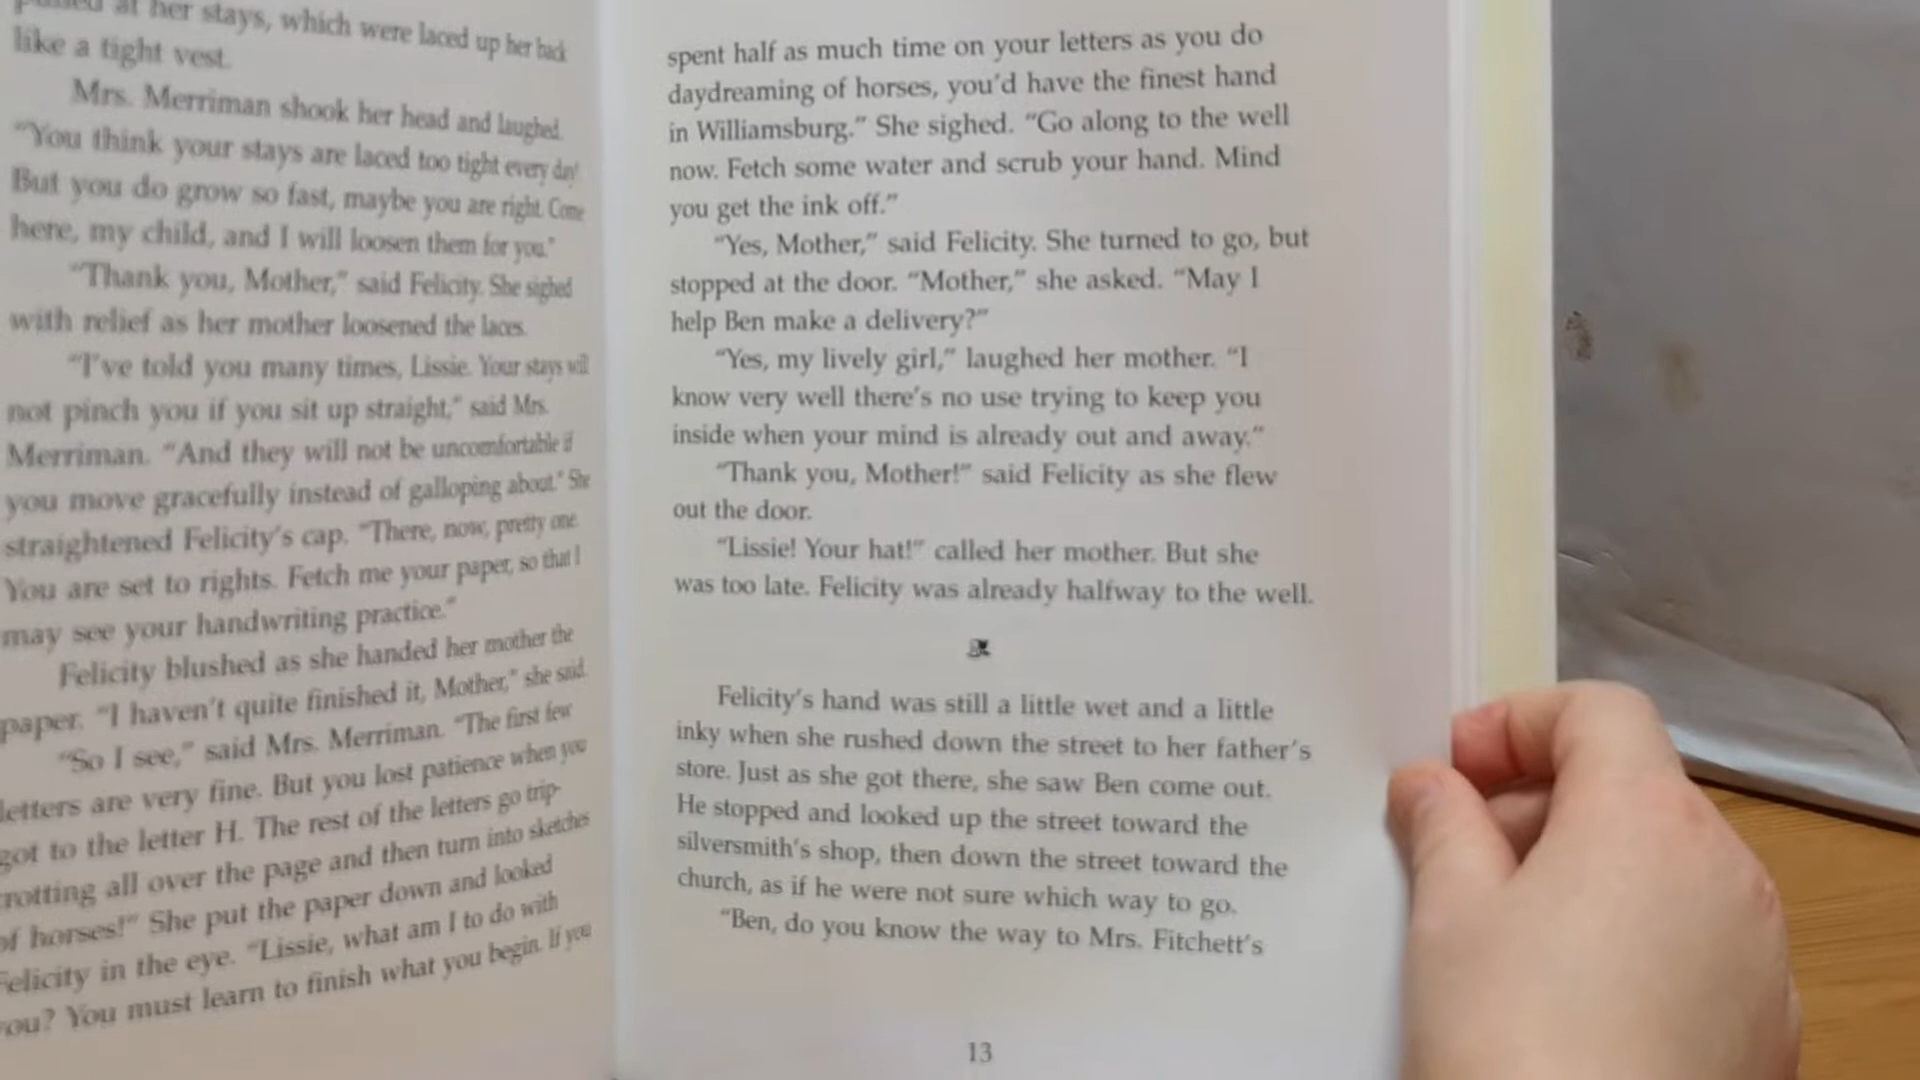 at her stays, which were laced up her back
like a tight vest.
Mrs. Merriman shook her head and laughed.
“You think your stays are laced too tight every day!
But you do grow so fast, maybe you are right. Come
here, my child, and I will loosen them for you.”
“Thank you, Mother,” said Felicity. She sighed
with relief as her mother loosened the laces.
“I’ve told you many times, Lissie. Your stays will
not pinch you if you sit up straight,” said Mrs.
Merriman. “And they will not be uncomfortable if
you move gracefully instead of galloping about.” She
straightened Felicity’s cap. “There, now, pretty one.
You are set to rights. Fetch me your paper, so that I
may see your handwriting practice.”
Felicity blushed as she handed her mother the
paper. “I haven’t quite finished it, Mother,” she said.
“So I see,” said Mrs. Merriman. “The first few
letters are very fine. But you lost patience when you
got to the letter H. The rest of the letters go trip-
trotting all over the page and then turn into sketches
of horses!” She put the paper down and looked
Felicity in the eye. “Lissie, what am I to do with
you? You must learn to finish what you begin. If you
spent half as much time on your letters as you do
daydreaming of horses, you’d have the finest hand
in Williamsburg.” She sighed. “Go along to the well
now. Fetch some water and scrub your hand. Mind
you get the ink off.”
“Yes, Mother,” said Felicity. She turned to go, but
stopped at the door. “Mother,” she asked. “May I
help Ben make a delivery?”
“Yes, my lively girl,” laughed her mother. “I
know very well there’s no use trying to keep you
inside when your mind is already out and away.”
“Thank you, Mother!” said Felicity as she flew
out the door.
“Lissie! Your hat!” called her mother. But she
was too late. Felicity was already halfway to the well.
Felicity’s hand was still a little wet and a little
inky when she rushed down the street to her father’s
store. Just as she got there, she saw Ben come out.
He stopped and looked up the street toward the
silversmith’s shop, then down the street toward the
church, as if he were not sure which way to go.
“Ben, do you know the way to Mrs. Fitchett’s
13